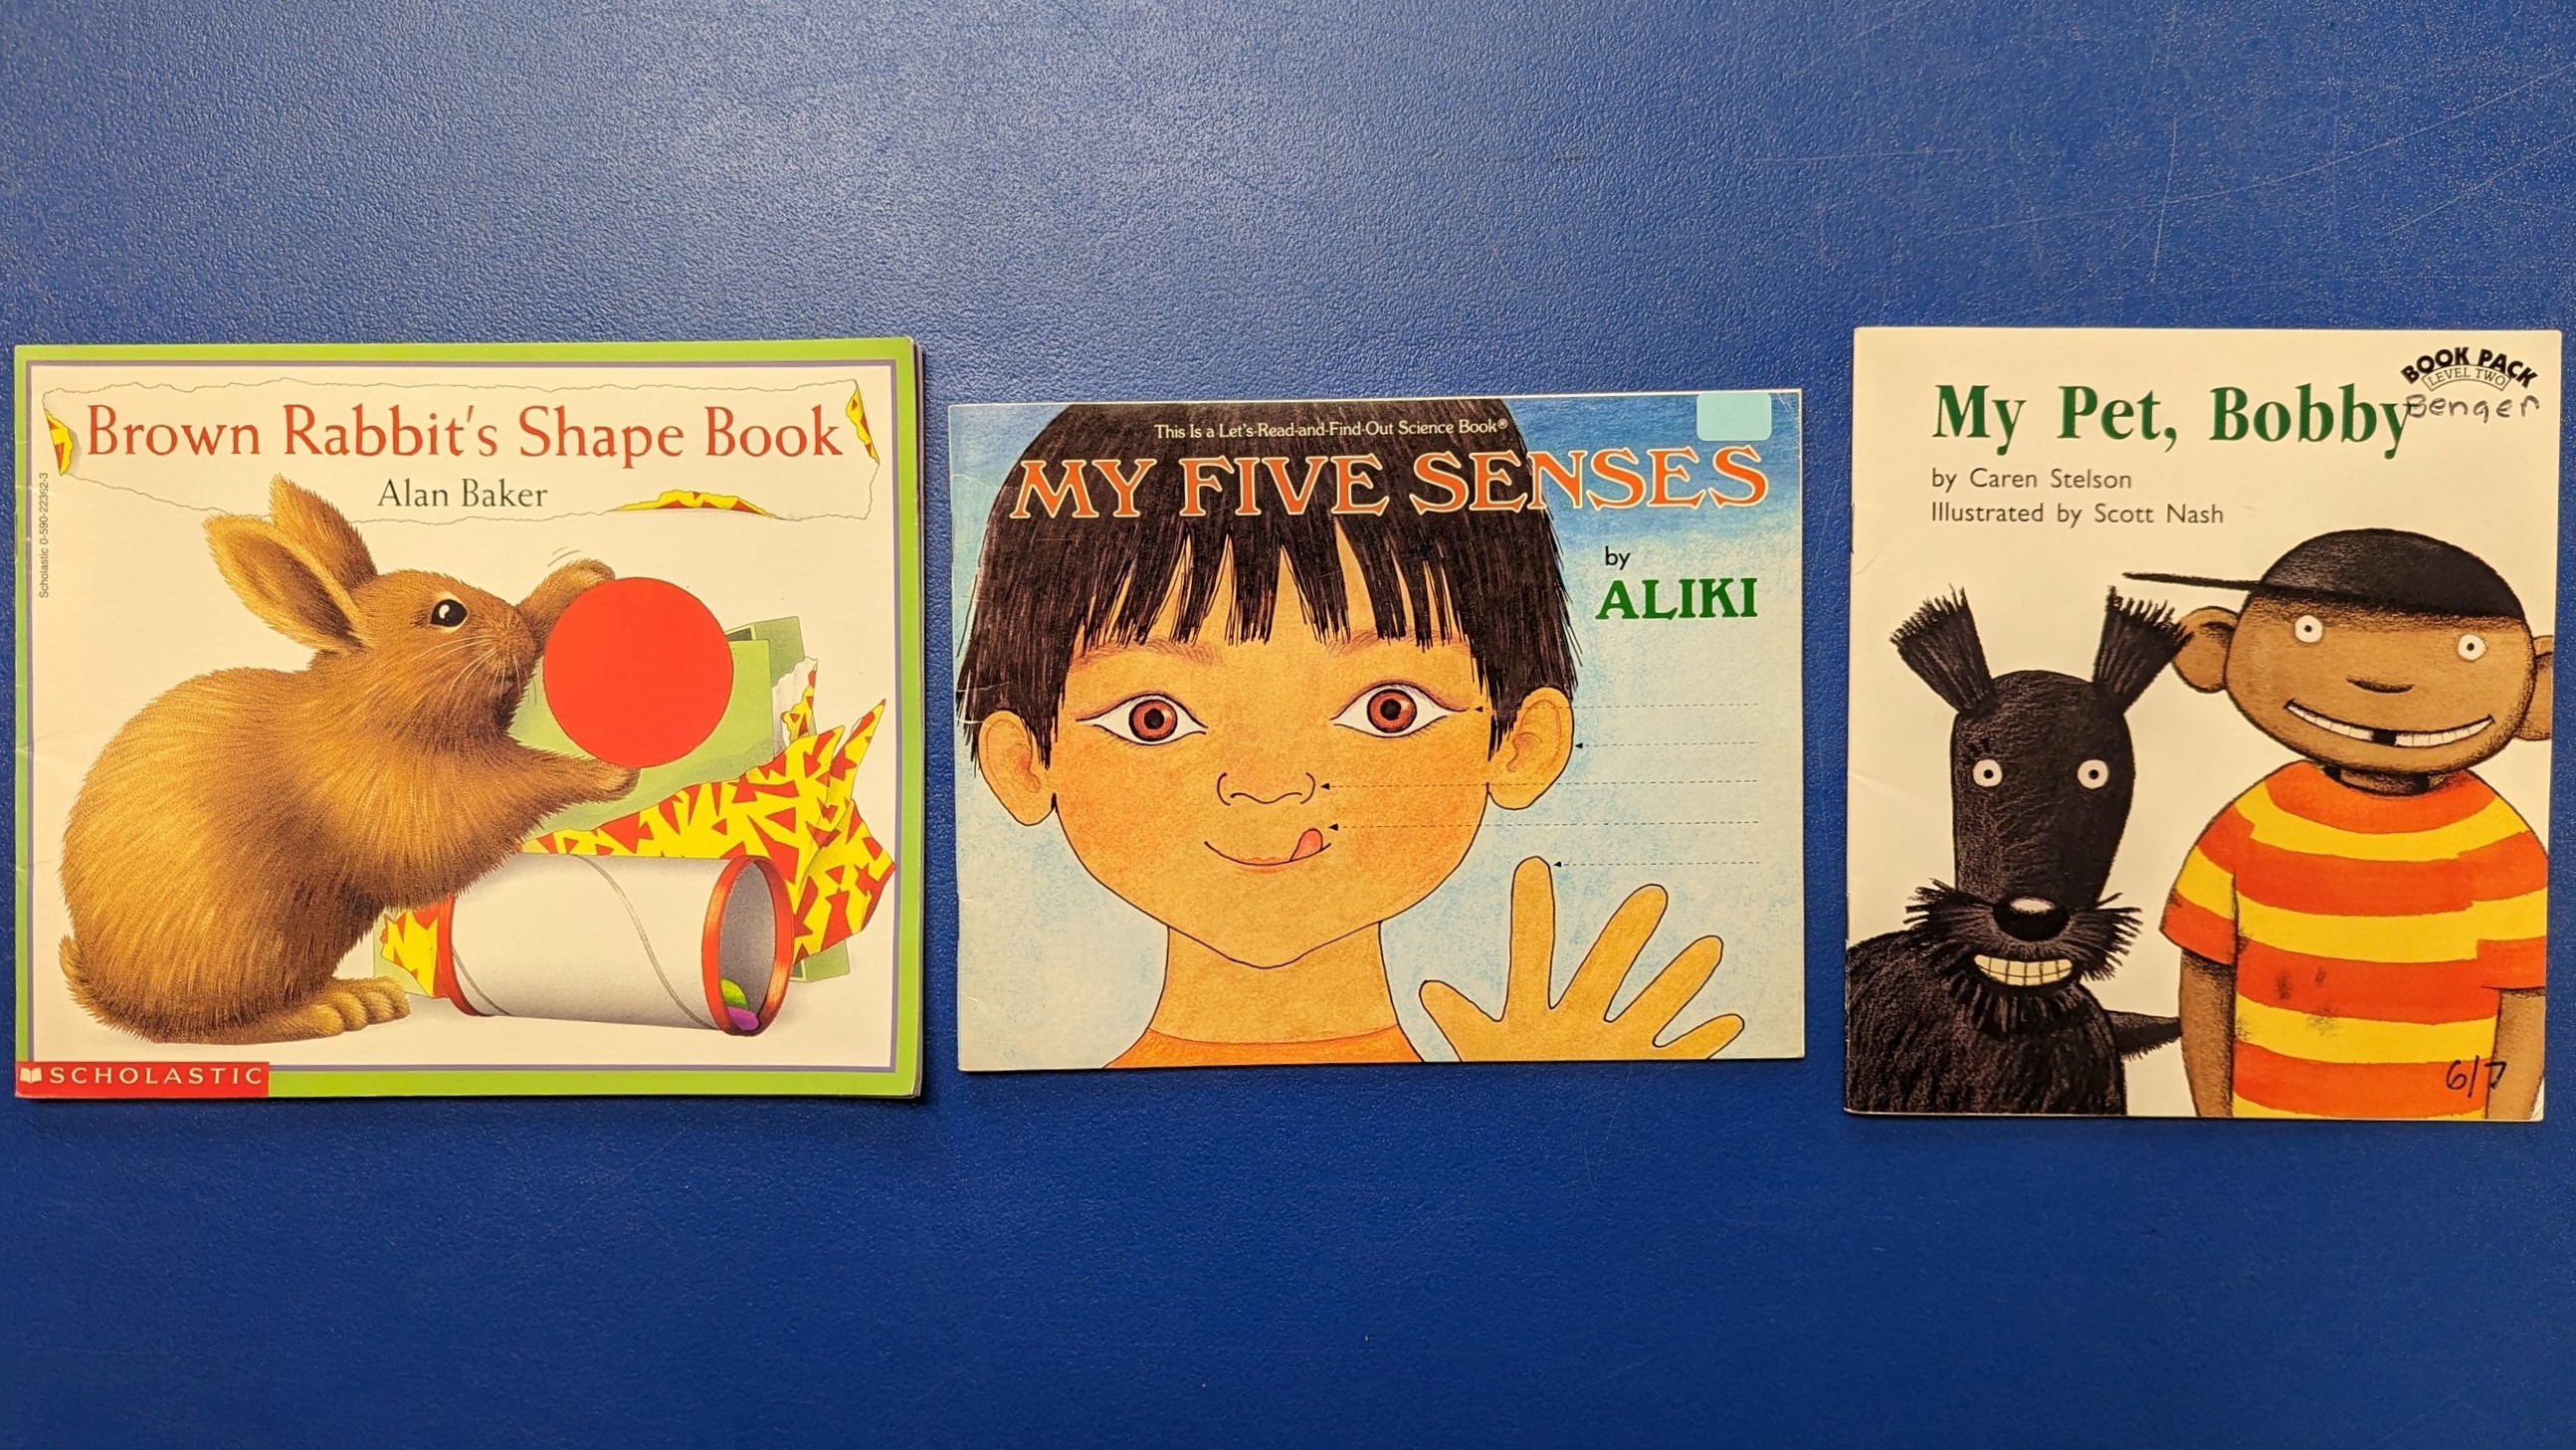 Brown Rabbit's Shape Book
Alan Baker
Scholastic 0-590-22362-3
SCHOLASTIC
This Is a Let's-Read-and-Find-Out Science Book®
MY FIVE SENSES
by
ALIKI
BOOK PACK
LEVEL TWO
Benger
My Pet, Bobby
by Caren Stelson
Illustrated by Scott Nash
6/7